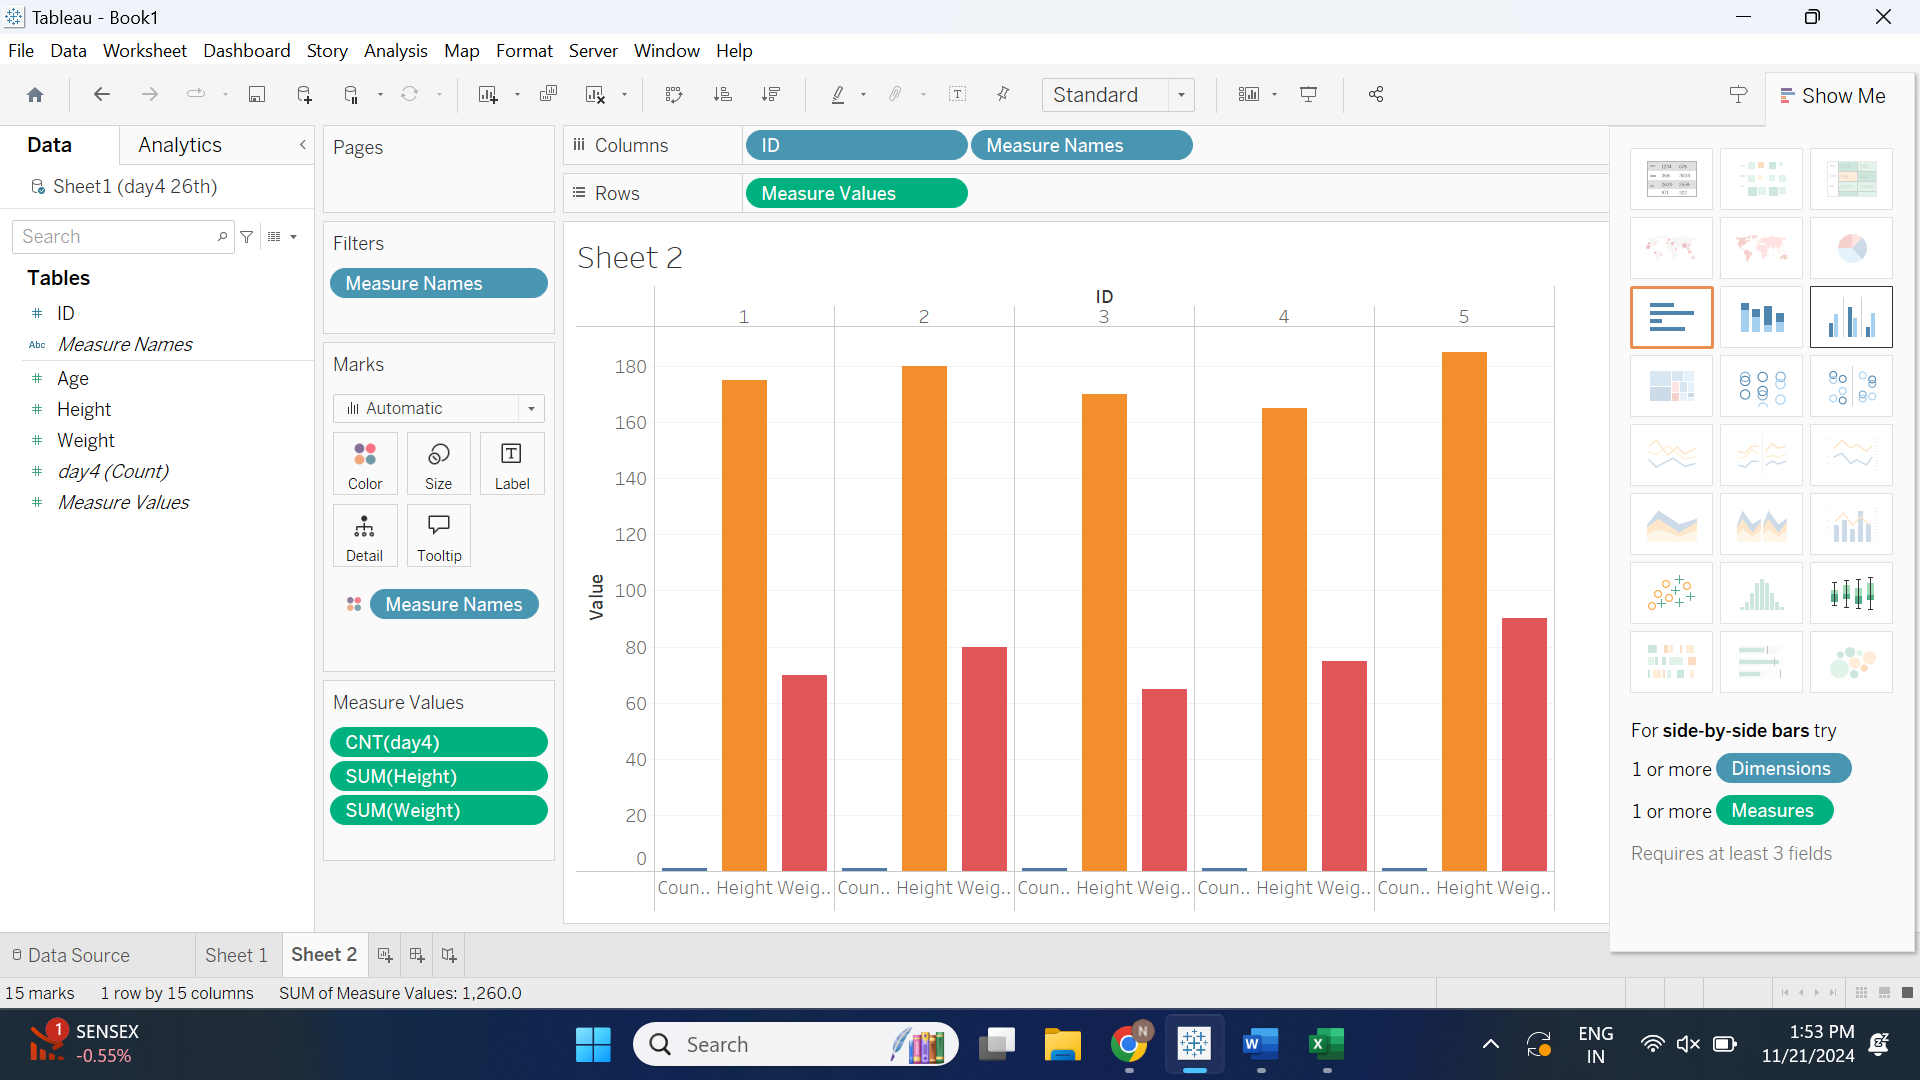 Tableau - Book1
File Data Worksheet Dashboard Story Analysis Map Format Server Window Help
Standard
Show Me
Data Analytics
Sheet1 (day4 26th)
Search
Tables
ID
Abc Measure Names
Age
Height
Weight
day4 (Count)
Measure Values
Pages
Filters
Measure Names
Marks
Automatic
Color Size Label
Detail Tooltip
Measure Names
Measure Values
CNT(day4)
SUM(Height)
SUM(Weight)
Columns ID Measure Names
Rows Measure Values
Sheet 2
ID
1 2 3 4 5
Value
180
160
140
120
100
80
60
40
20
0
Coun.. Height Weig.. Coun.. Height Weig.. Coun.. Height Weig.. Coun.. Height Weig.. Coun.. Height Weig..
For side-by-side bars try
1 or more Dimensions
1 or more Measures
Requires at least 3 fields
Data Source Sheet 1 Sheet 2
15 marks 1 row by 15 columns SUM of Measure Values: 1,260.0
1 SENSEX
-0.55%
Search
N
W
X
ENG
IN
1:53 PM
11/21/2024